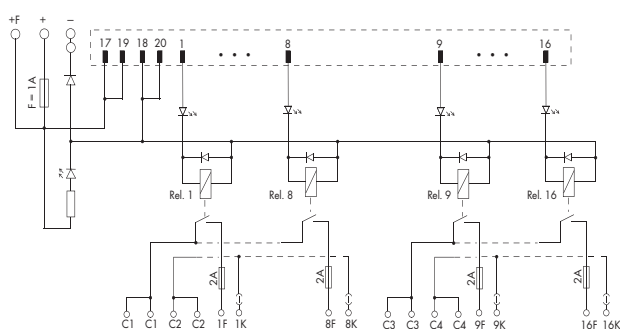 +F + −
17 19 18 20 1 • • • 8 9 • • • 16
F = 1A
Rel. 1 Rel. 8 Rel. 9 Rel. 16
2A 2A 2A 2A
C1 C1 C2 C2 1F 1K 8F 8K C3 C3 C4 C4 9F 9K 16F 16K